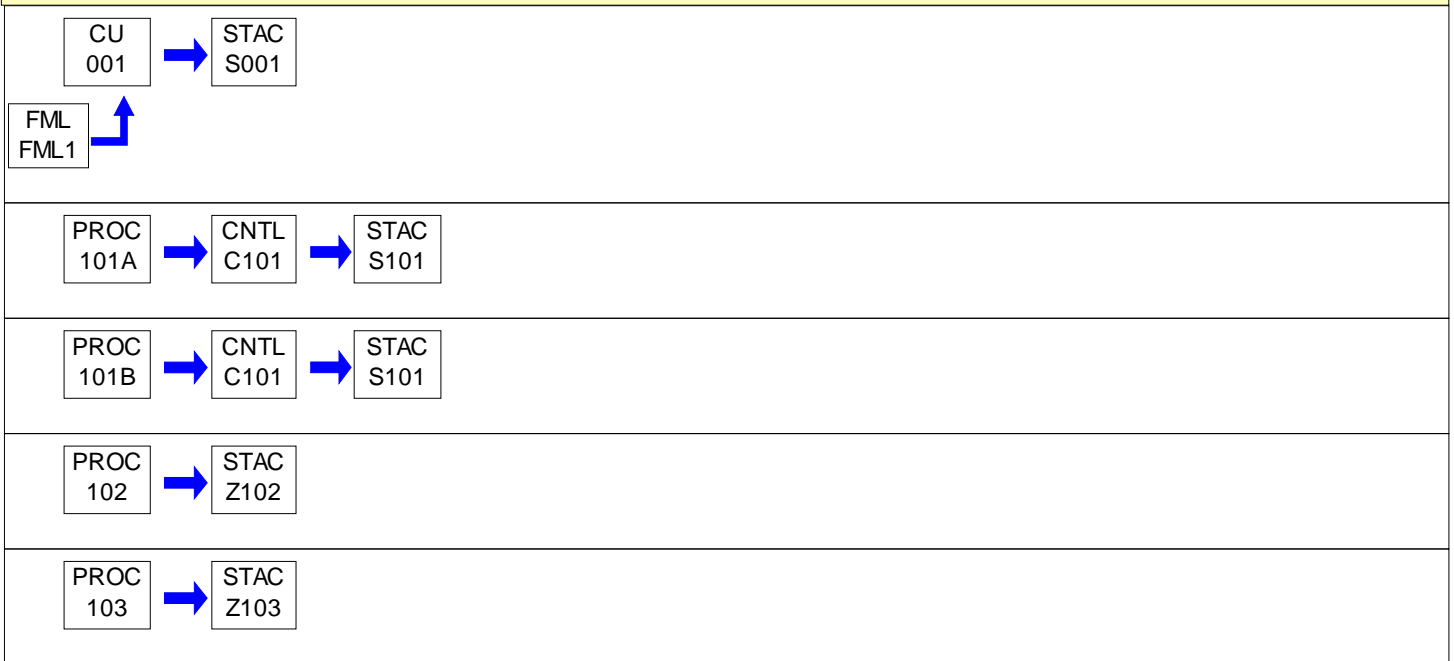 CU
001
STAC
S001
FML
FML1
PROC
101A
CNTL
C101
STAC
S101
PROC
101B
CNTL
C101
STAC
S101
PROC
102
STAC
Z102
PROC
103
STAC
Z103